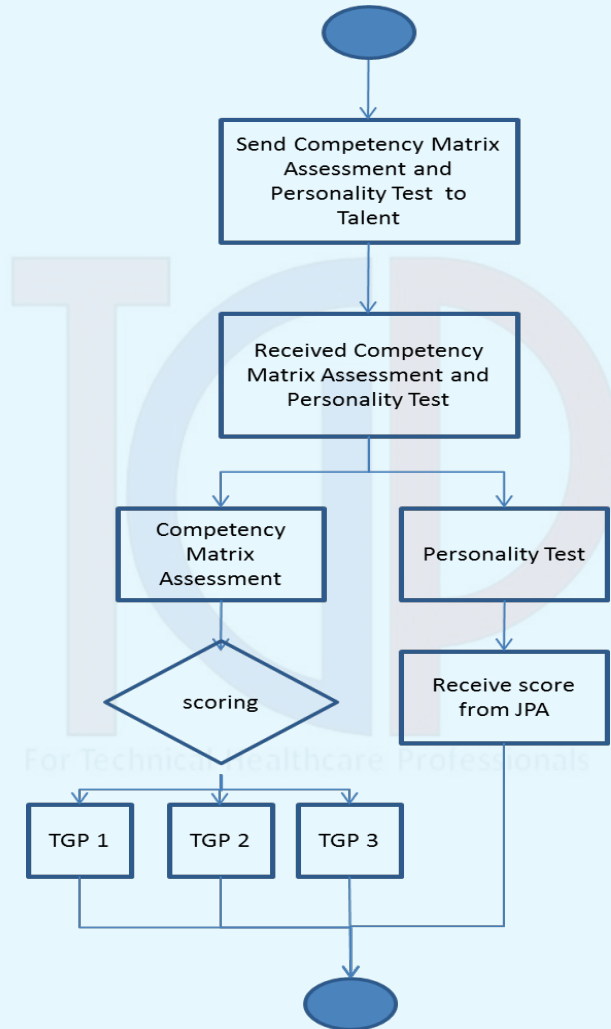 Send Competency Matrix
Assessment and
Personality Test to
Talent
Received Competency
Matrix Assessment and
Personality Test
Competency
Matrix
Assessment
Personality Test
scoring
Receive score
from JPA
For Technical Healthcare Professionals
TGP 1
TGP 2
TGP 3